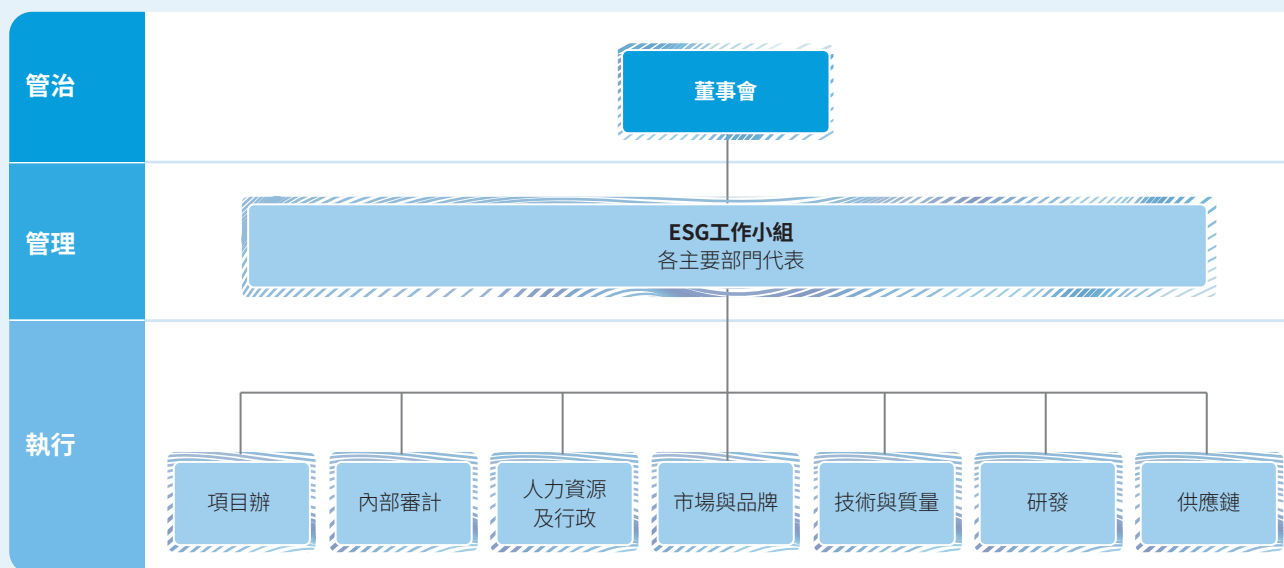 管治
董事會
管理
ESG工作小組
各主要部門代表
執行
項目辦
內部審計
人力資源
及行政
市場與品牌
技術與質量
研發
供應鏈